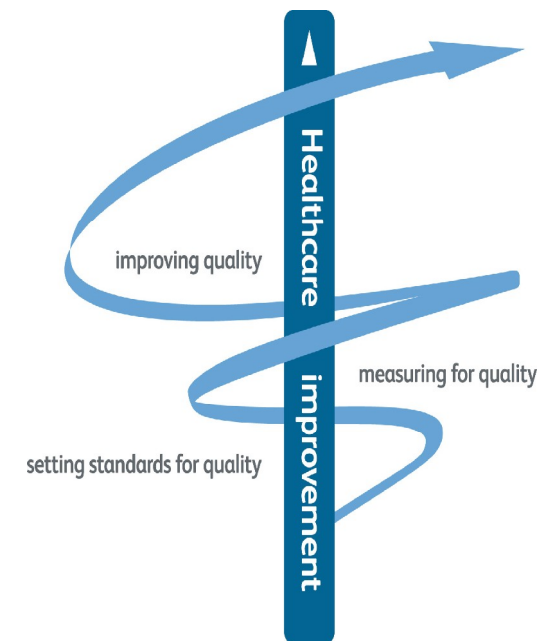 Healthcare improvement
improving quality
measuring for quality
setting standards for quality